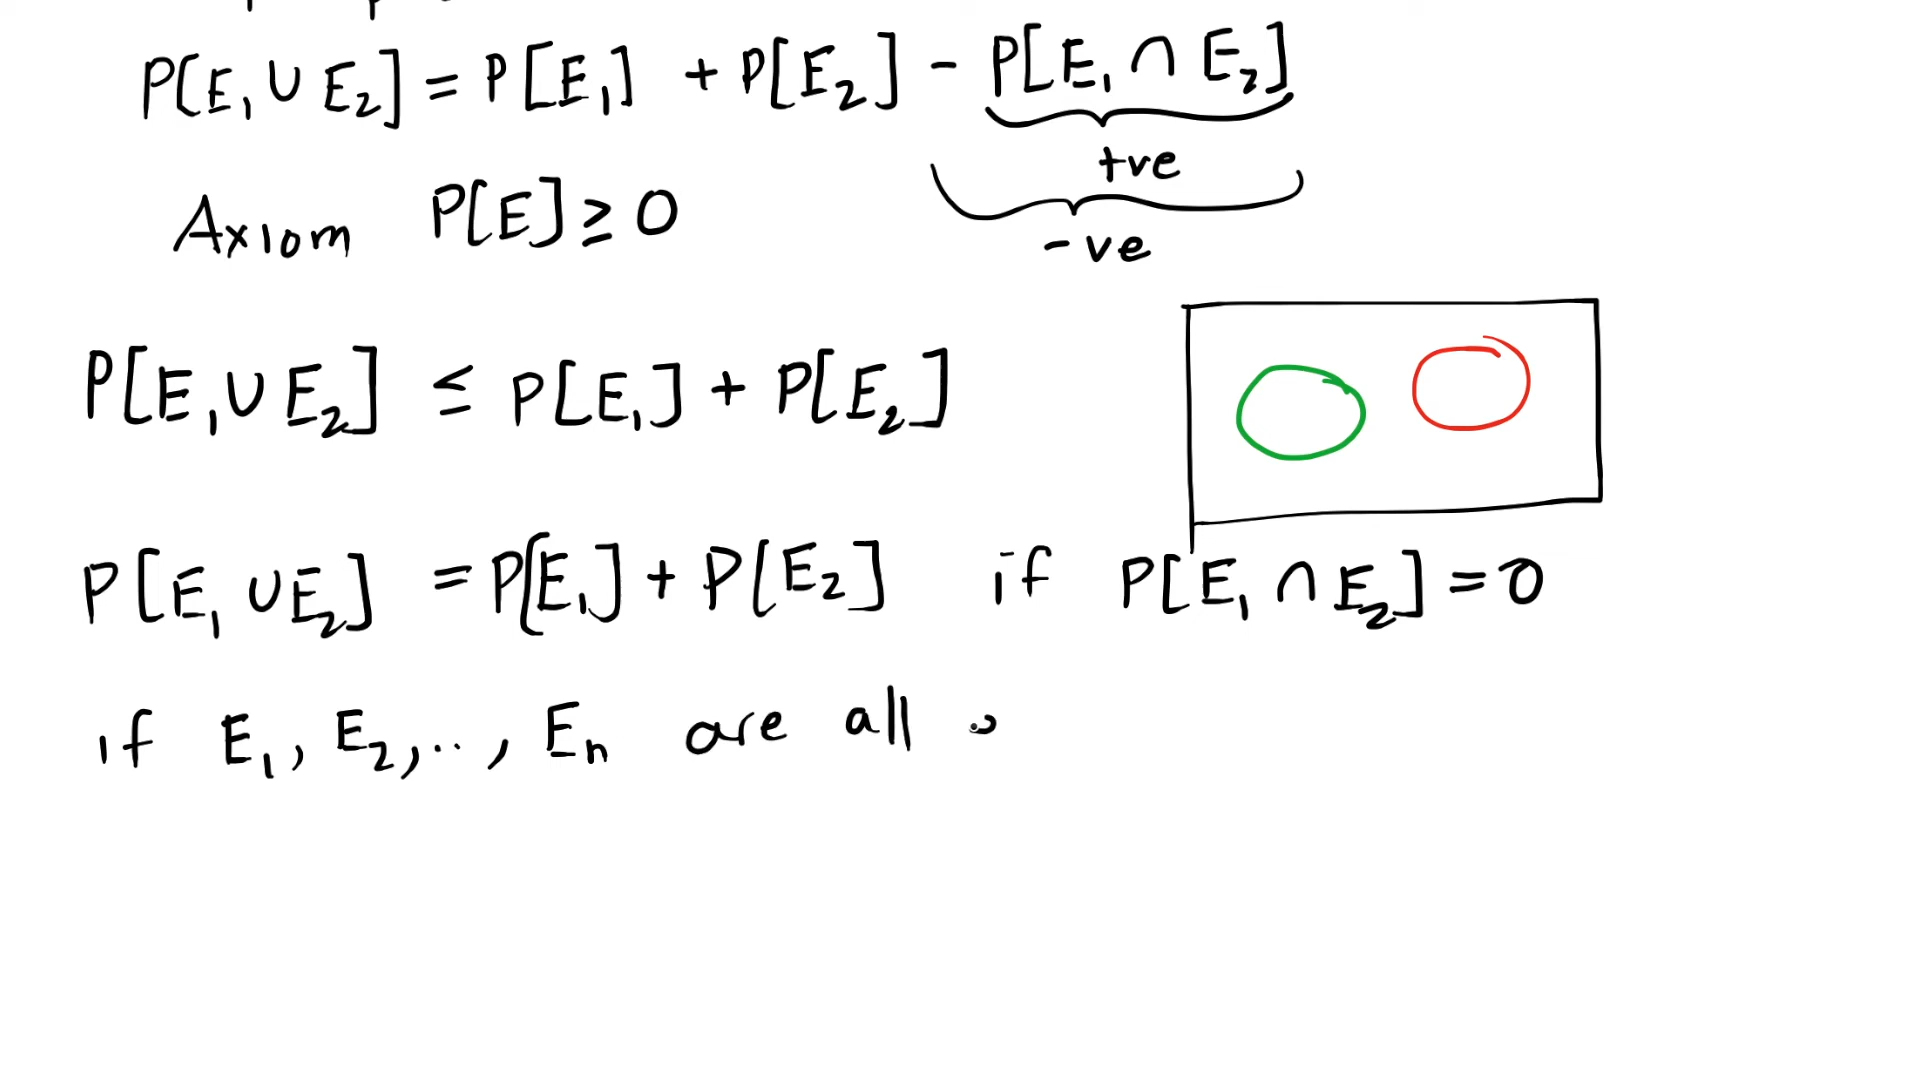 P[E₁ ∪ E₂] = P[E₁] + P[E₂] - P[E₁ ∩ E₂]
+ve
Axiom P[E] ≥ 0
-ve
P[E₁ ∪ E₂] ≤ P[E₁] + P[E₂]
P[E₁ ∪ E₂] = P[E₁] + P[E₂] if P[E₁ ∩ E₂] = 0
if E₁, E₂, .., Eₙ are all